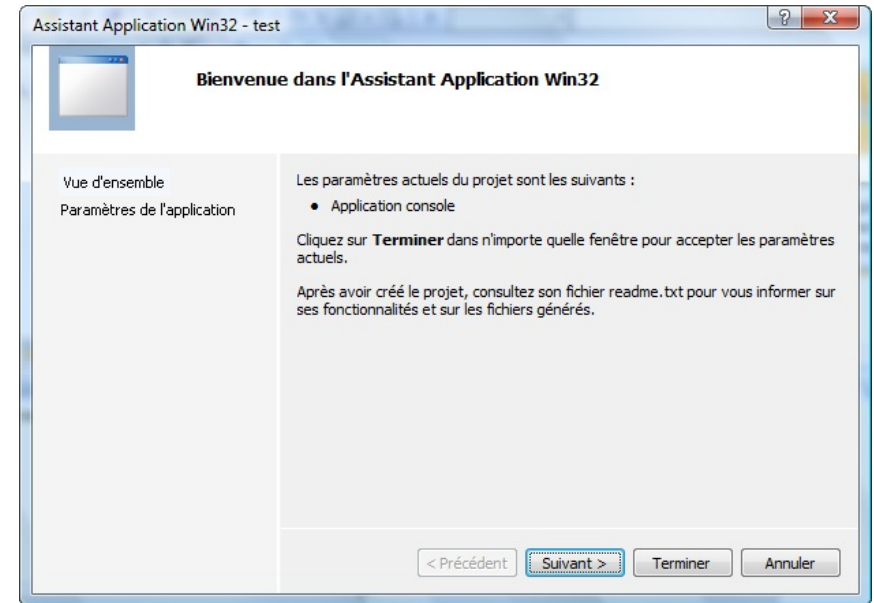 Assistant Application Win32 - test
Bienvenue dans l'Assistant Application Win32
Vue d'ensemble
Paramètres de l'application
Les paramètres actuels du projet sont les suivants :
• Application console
Cliquez sur Terminer dans n'importe quelle fenêtre pour accepter les paramètres
actuels.
Après avoir créé le projet, consultez son fichier readme.txt pour vous informer sur
ses fonctionnalités et sur les fichiers générés.
< Précédent Suivant > Terminer Annuler